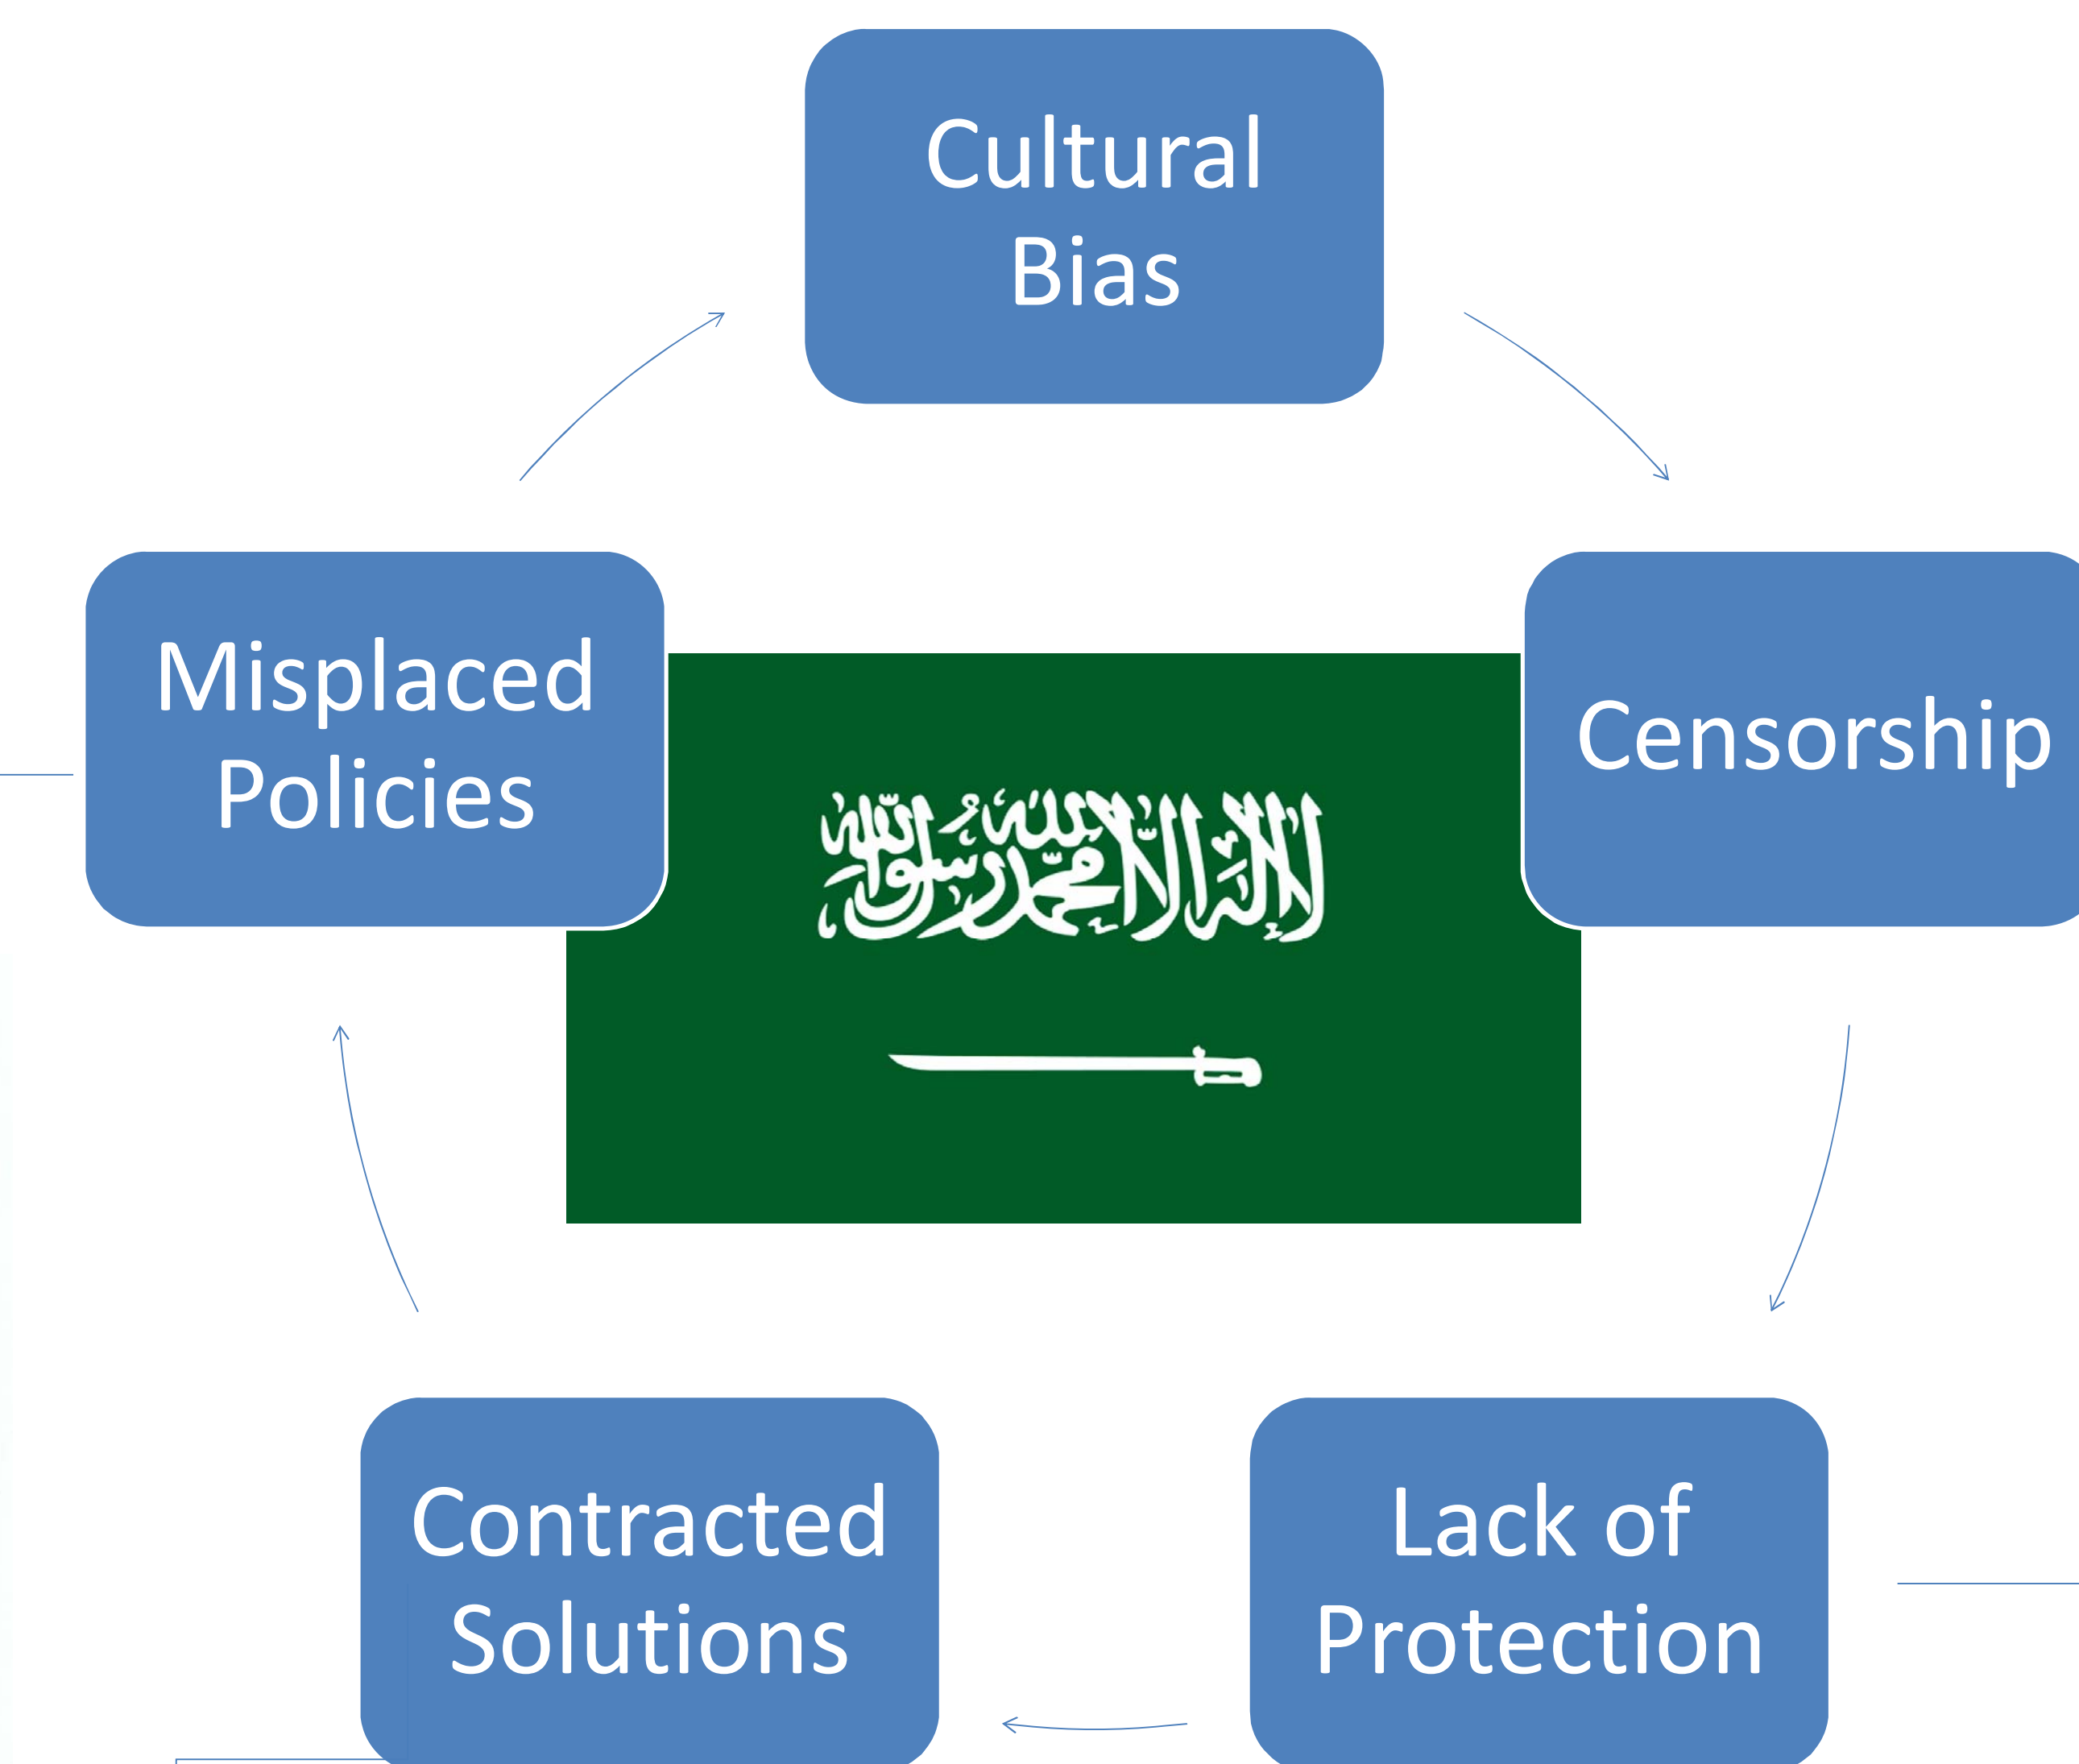 Cultural
Bias
Misplaced
Policies
Censorship
لا إله إلا الله محمد رسول الله
Contracted
Solutions
Lack of
Protection